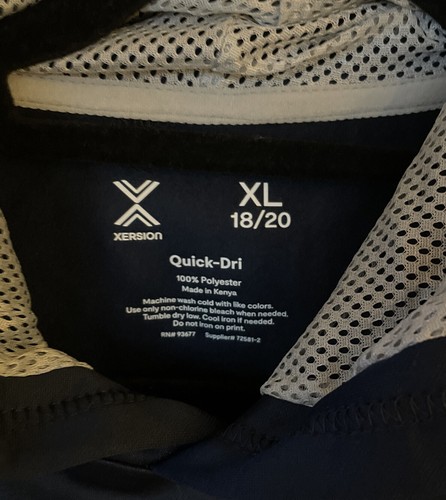 XERSION
XL
18/20
Quick-Dri
100% Polyester
Made in Kenya
Machine wash cold with like colors.
Use only non-chlorine bleach when needed.
Tumble dry low. Cool iron if needed.
Do not iron on print.
RN# 93677 Supplier# 72581-2